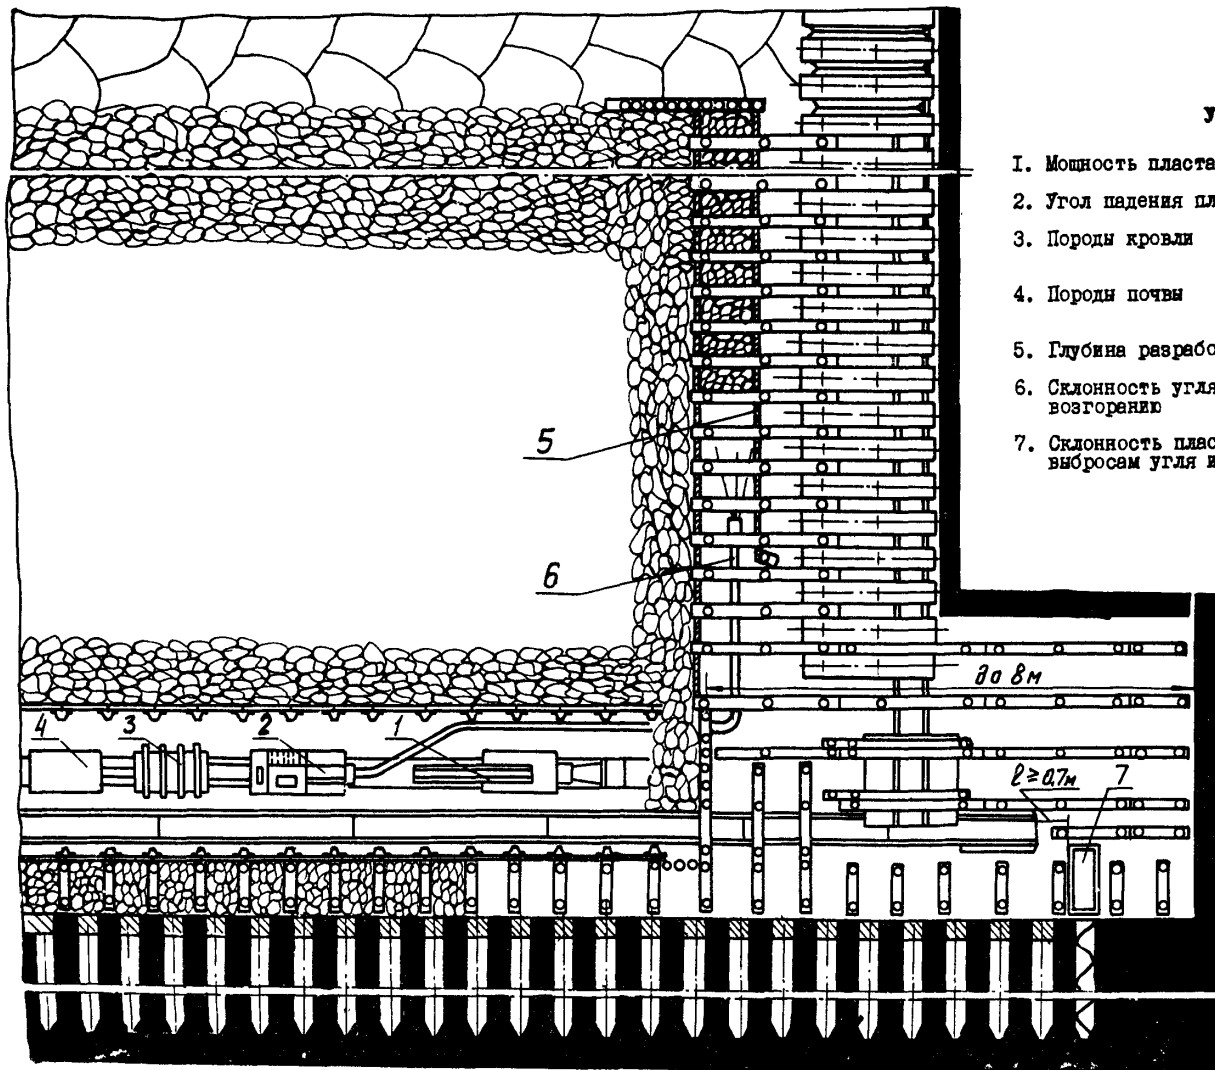 У
I. Мощность пласта
2. Угол падения пл
3. Породы кровли
4. Породы почвы
5. Глубина разрабо
6. Склонность угля
возгоранию
7. Склонность плас
выбросам угля и
5
6
до 8м
4
3
2
1
ℓ≥0,7м
7